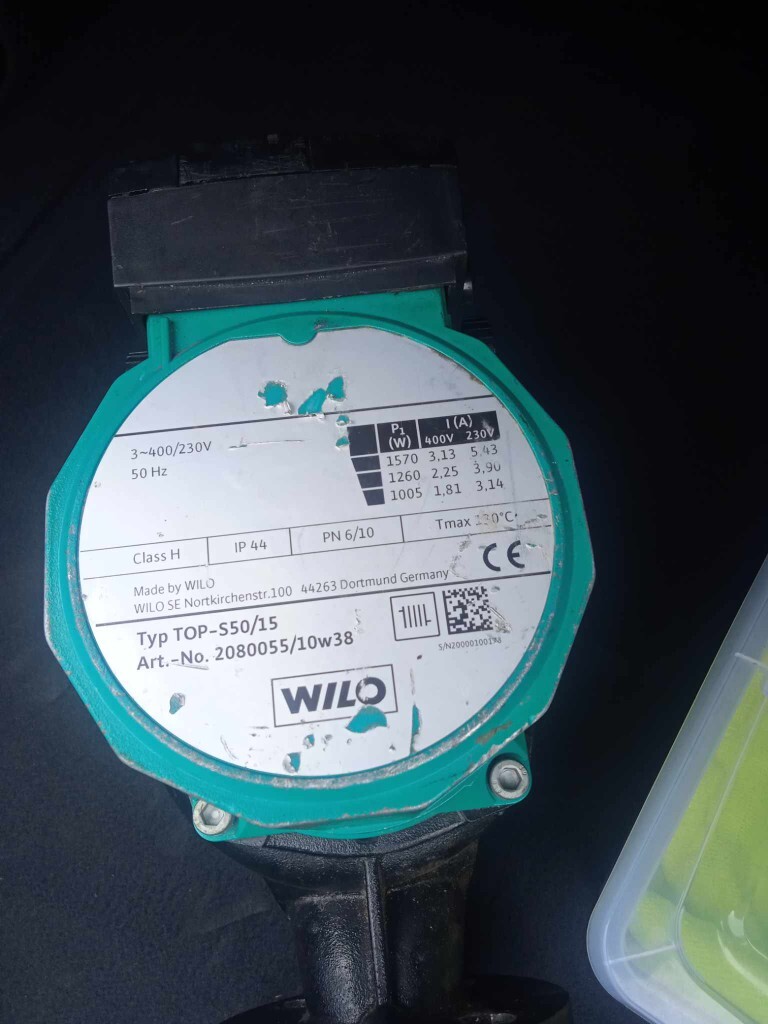 3~400/230V
50 Hz
P1 (W) I (A)
400V 230V
1570 3,13 5,43
1260 2,25 3,90
1005 1,81 3,14
Class H IP 44 PN 6/10 Tmax
CE
Made by WILO
WILO SE Nortkirchenstr.100 44263 Dortmund Germany
Typ TOP-S50/15
Art.-No. 2080055/10w38
WILO